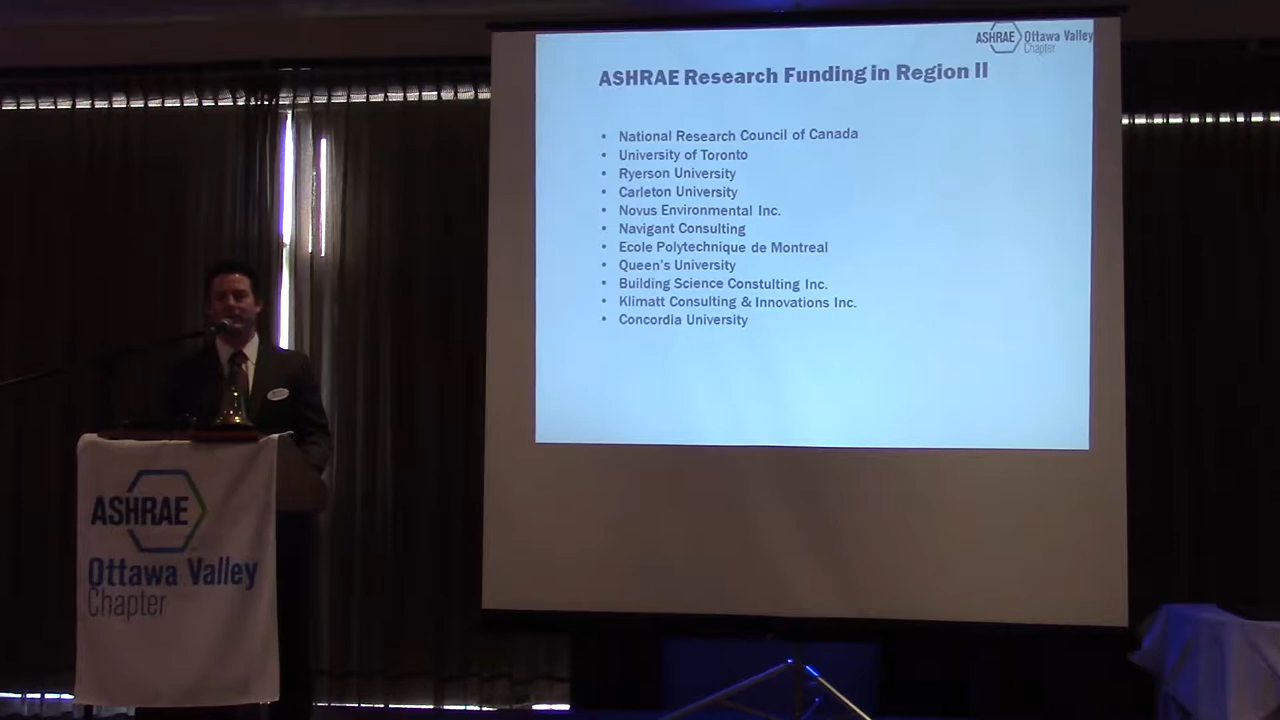 ASHRAE Ottawa Valley
Chapter
ASHRAE Research Funding in Region II
• National Research Council of Canada
• University of Toronto
• Ryerson University
• Carleton University
• Novus Environmental Inc.
• Navigant Consulting
• Ecole Polytechnique de Montreal
• Queen's University
• Building Science Constulting Inc.
• Klimatt Consulting & Innovations Inc.
• Concordia University
ASHRAE
Ottawa Valley
Chapter